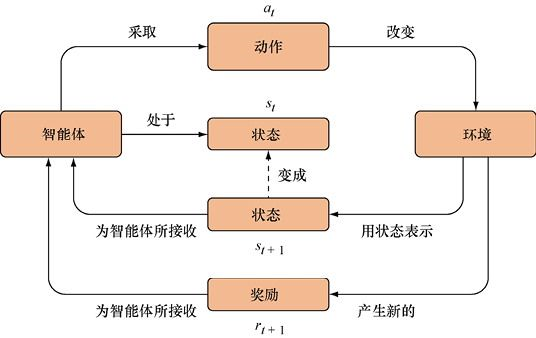 a_t
采取
动作
改变
s_t
智能体
处于
状态
环境
变成
为智能体所接收
状态
用状态表示
s_{t+1}
为智能体所接收
奖励
产生新的
r_{t+1}